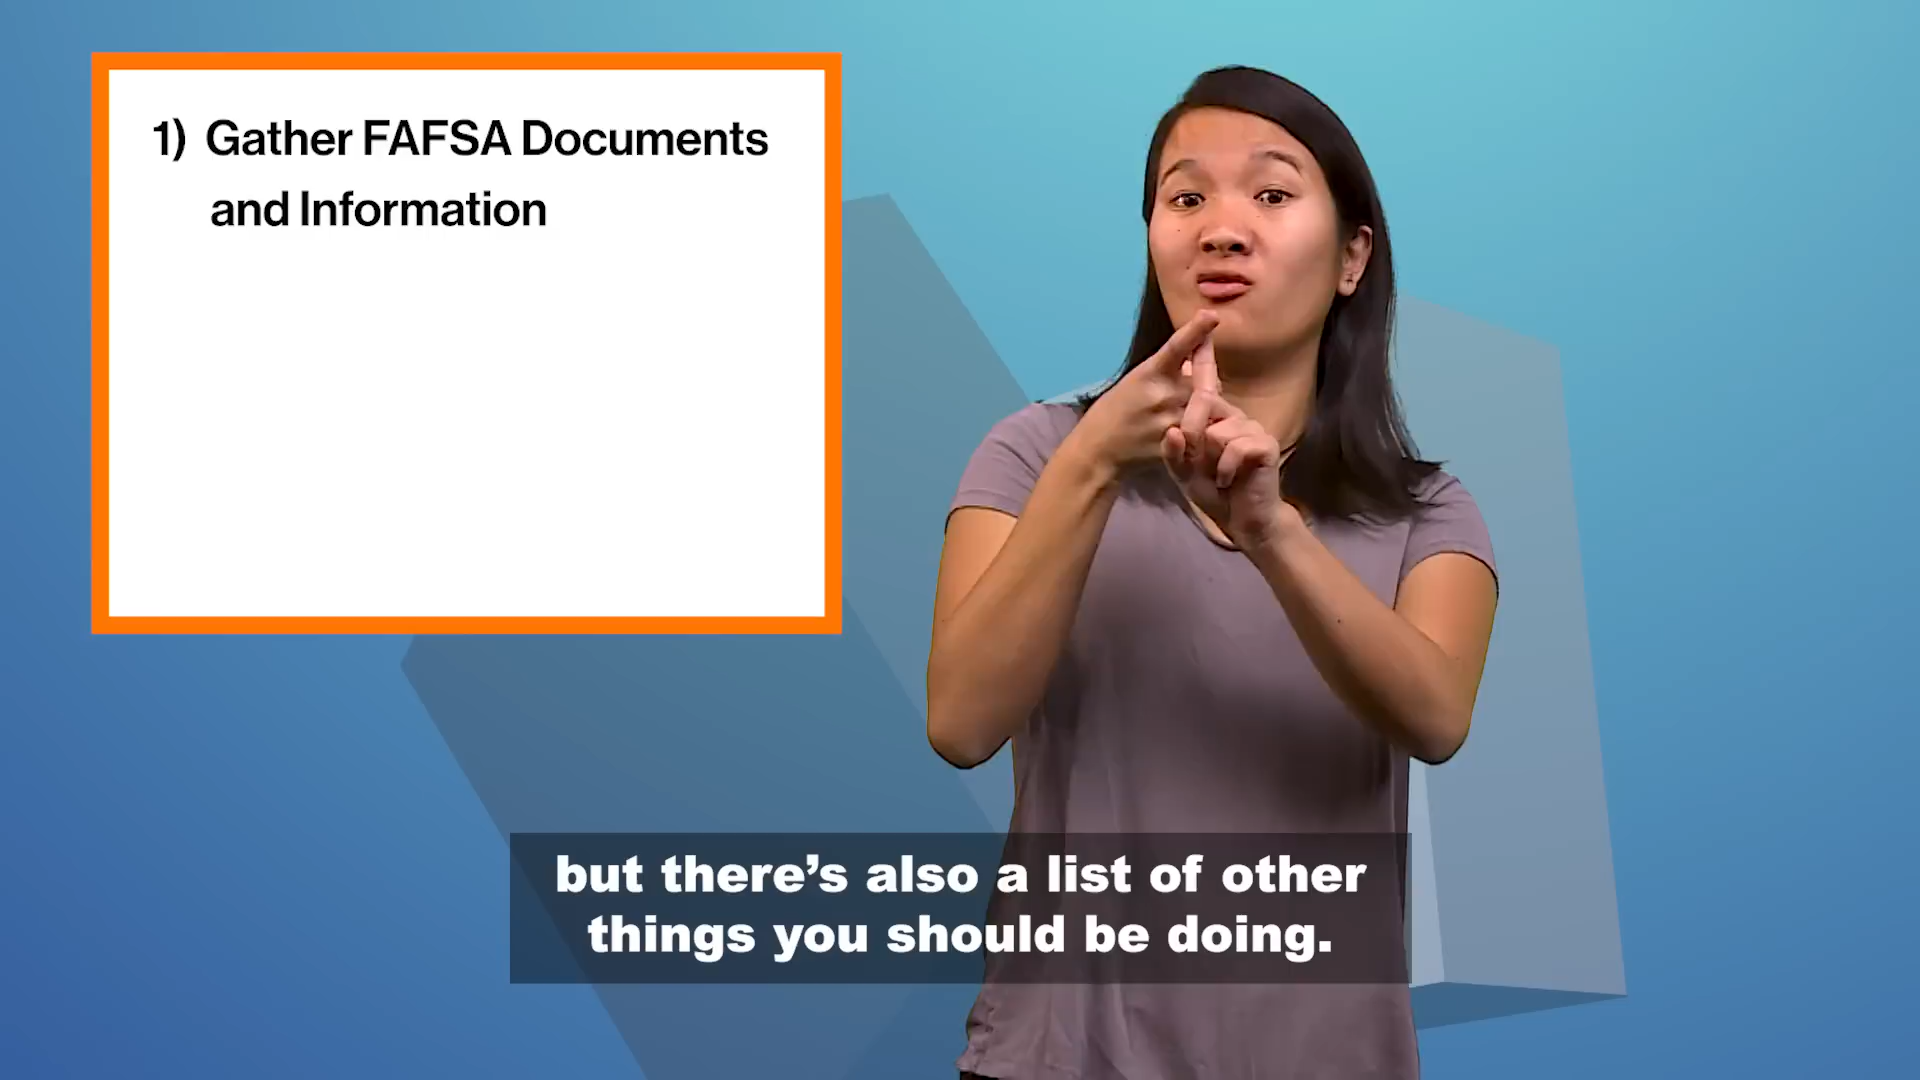 1) Gather FAFSA Documents
and Information
but there’s also a list of other
things you should be doing.